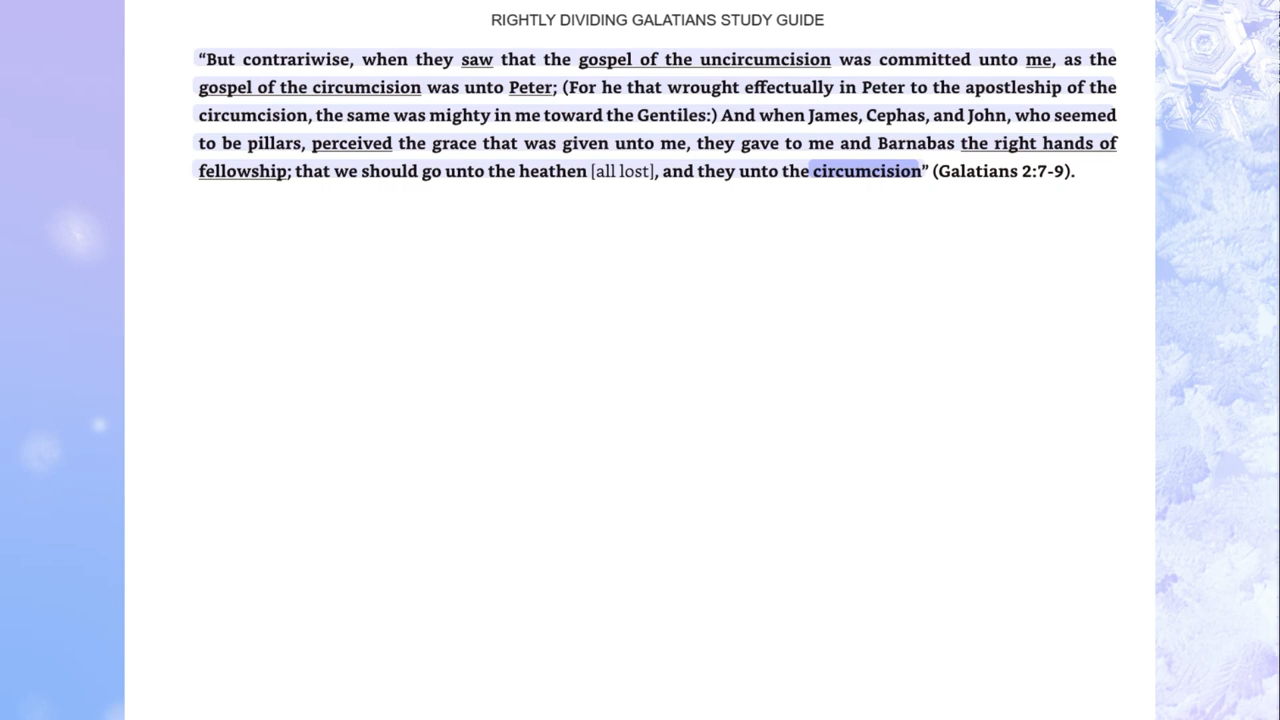 RIGHTLY DIVIDING GALATIANS STUDY GUIDE
“But contrariwise, when they saw that the gospel of the uncircumcision was committed unto me, as the
gospel of the circumcision was unto Peter; (For he that wrought effectually in Peter to the apostleship of the
circumcision, the same was mighty in me toward the Gentiles:) And when James, Cephas, and John, who seemed
to be pillars, perceived the grace that was given unto me, they gave to me and Barnabas the right hands of
fellowship; that we should go unto the heathen [all lost], and they unto the circumcision” (Galatians 2:7-9).